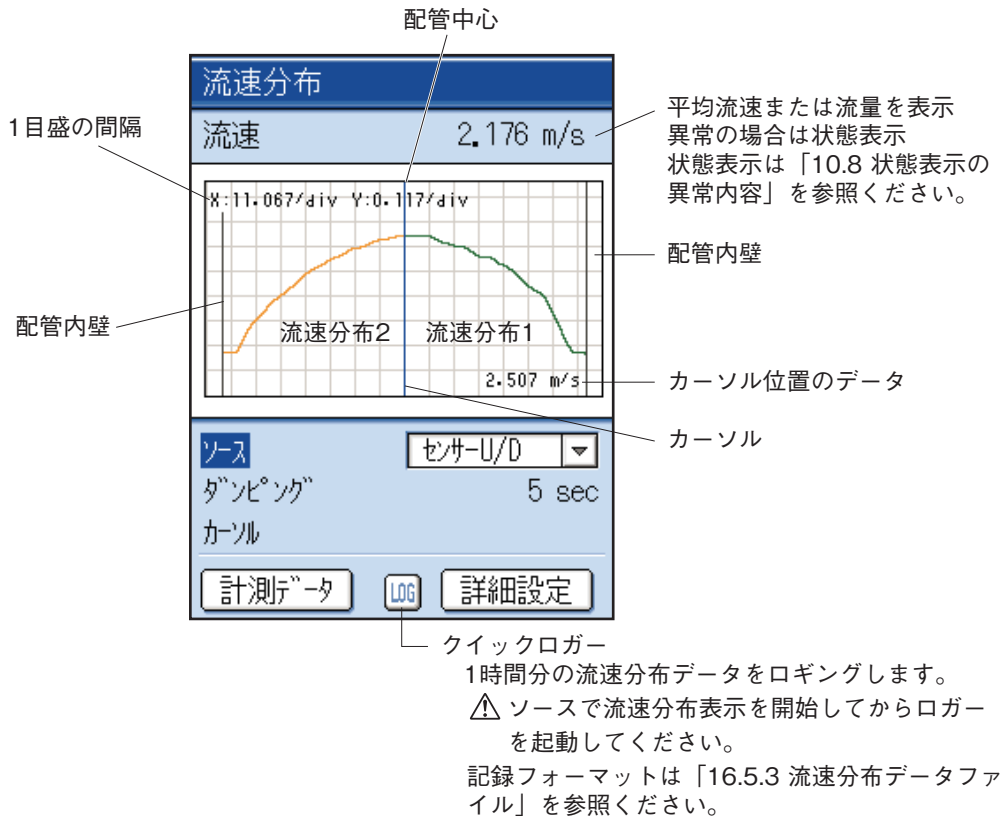 配管中心
流速分布
1目盛の間隔
流速 2.176 m/s
平均流速または流量を表示
異常の場合は状態表示
状態表示は「10.8 状態表示の
異常内容」を参照ください。
X:11.067/div Y:0.117/div
配管内壁
配管内壁
流速分布2 流速分布1
2.507 m/s
カーソル位置のデータ
カーソル
ソース センサーU/D
ダンピング 5 sec
カーソル
計測データ LOG 詳細設定
クイックロガー
1時間分の流速分布データをロギングします。
ソースで流速分布表示を開始してからロガー
を起動してください。
記録フォーマットは「16.5.3 流速分布データファ
イル」を参照ください。